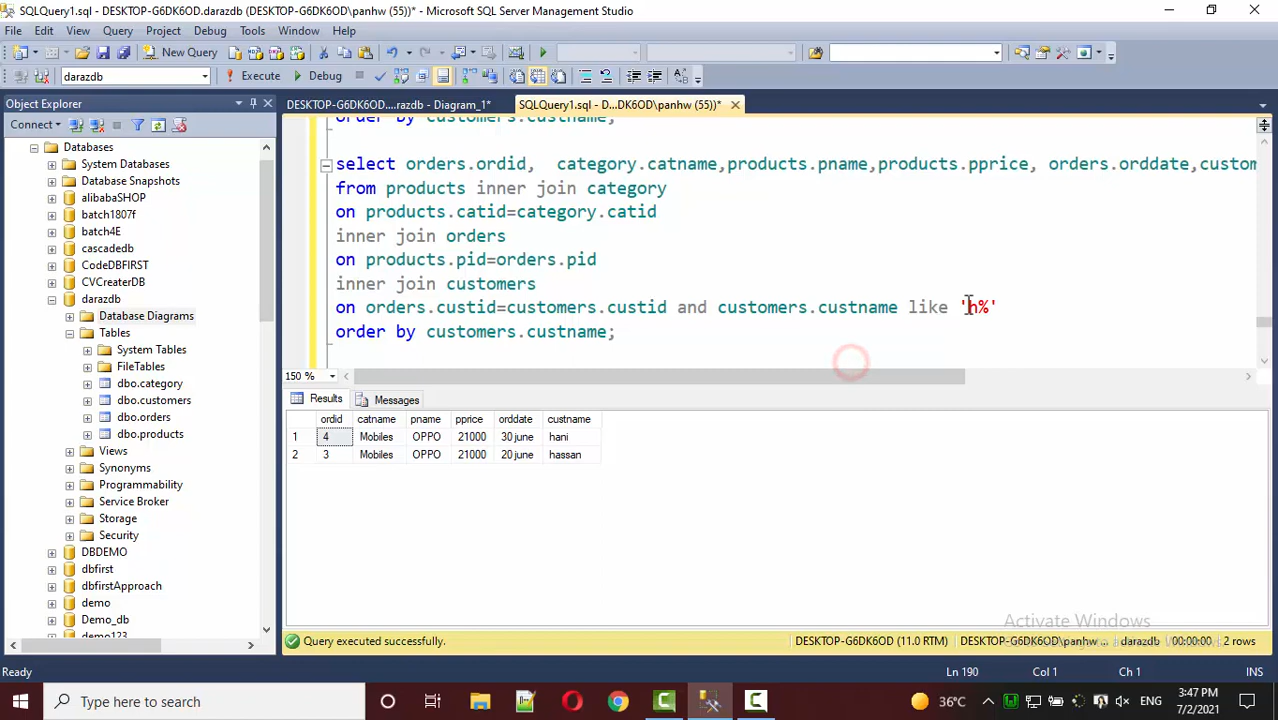 SQLQuery1.sql - DESKTOP-G6DK6OD.darazdb (DESKTOP-G6DK6OD\panhw (55))* - Microsoft SQL Server Management Studio
File Edit View Query Project Debug Tools Window Help
New Query
darazdb Execute Debug
Object Explorer
DESKTOP-G6DK6OD....razdb - Diagram_1* SQLQuery1.sql - D...DK6OD\panhw (55))*
Connect
Databases
System Databases
Database Snapshots
alibabaSHOP
batch1807f
batch4E
cascadedb
CodeDBFIRST
CVCreaterDB
darazdb
Database Diagrams
Tables
System Tables
FileTables
dbo.category
dbo.customers
dbo.orders
dbo.products
Views
Synonyms
Programmability
Service Broker
Storage
Security
DBDEMO
dbfirst
dbfirstApproach
demo
Demo_db
demo123
order by customers.custname;
select orders.ordid, category.catname,products.pname,products.pprice, orders.orddate,custom
from products inner join category
on products.catid=category.catid
inner join orders
on products.pid=orders.pid
inner join customers
on orders.custid=customers.custid and customers.custname like 'h%'
order by customers.custname;
150 %
Results Messages
ordid catname pname pprice orddate custname
1 4 Mobiles OPPO 21000 30 june hani
2 3 Mobiles OPPO 21000 20 june hassan
Activate Windows
Query executed successfully. DESKTOP-G6DK6OD (11.0 RTM) DESKTOP-G6DK6OD\panhw ... darazdb 00:00:00 2 rows
Ready Ln 190 Col 1 Ch 1 INS
Type here to search 36°C ENG 3:47 PM
7/2/2021